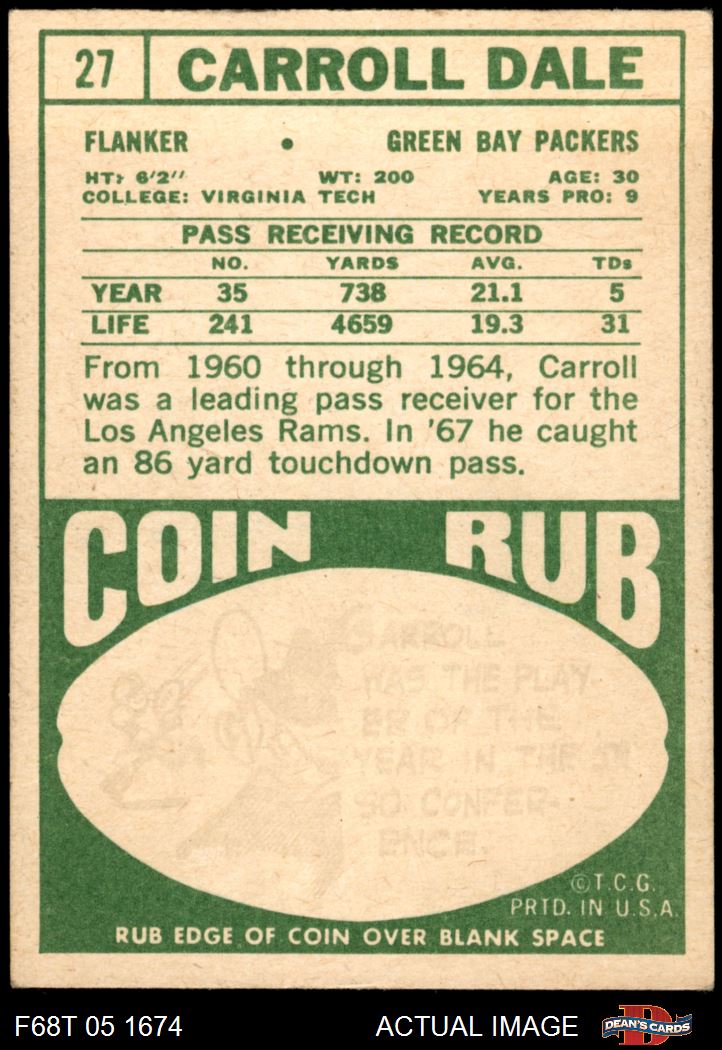 27 CARROLL DALE
FLANKER • GREEN BAY PACKERS
HT: 6'2" WT: 200 AGE: 30
COLLEGE: VIRGINIA TECH YEARS PRO: 9
PASS RECEIVING RECORD
NO. YARDS AVG. TDs
YEAR 35 738 21.1 5
LIFE 241 4659 19.3 31
From 1960 through 1964, Carroll
was a leading pass receiver for the
Los Angeles Rams. In '67 he caught
an 86 yard touchdown pass.
COIN RUB
CARROLL
WAS THE PLAY-
ER OF THE
YEAR IN THE
SO CONFER-
ENCE.
©T.C.G.
PRTD. IN U.S.A.
RUB EDGE OF COIN OVER BLANK SPACE
F68T 05 1674 ACTUAL IMAGE DEAN'S CARDS